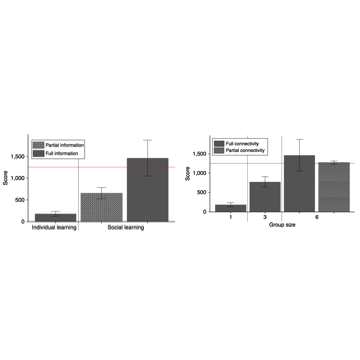 Partial information
Full information
1,500
1,000
500
0
Score
Individual learning
Social learning
Full connectivity
Partial connectivity
1,500
1,000
500
0
Score
1
3
6
Group size